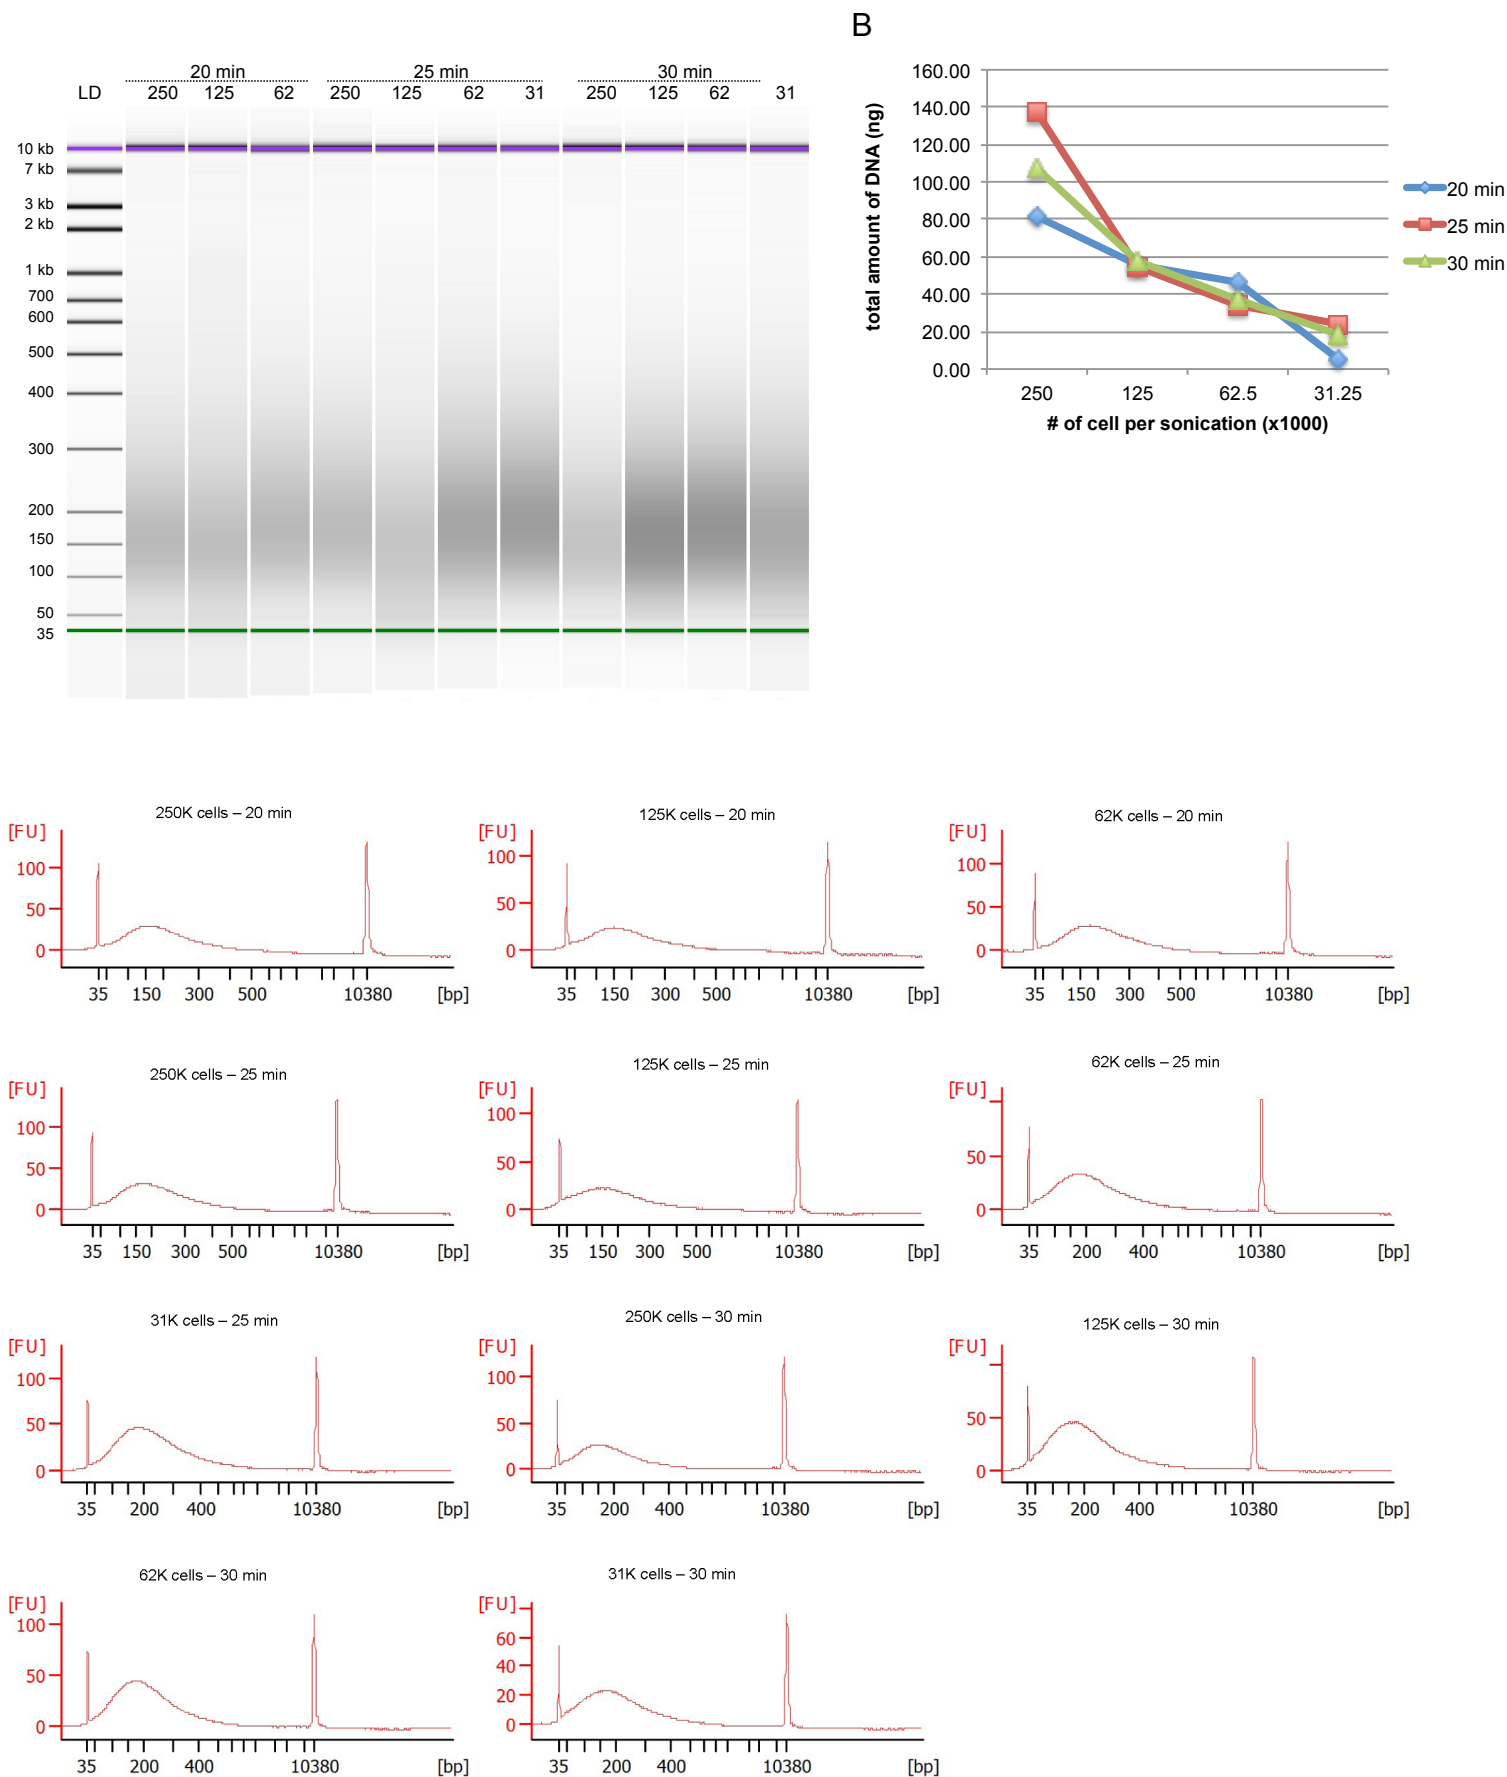 B
20 min 25 min 30 min
LD 250 125 62 250 125 62 31 250 125 62 31
10 kb
7 kb
3 kb
2 kb
1 kb
700
600
500
400
300
200
150
100
50
35
total amount of DNA (ng)
160.00
140.00
120.00
100.00
80.00
60.00
40.00
20.00
0.00
250 125 62.5 31.25
# of cell per sonication (x1000)
20 min
25 min
30 min
250K cells – 20 min
[FU]
100
50
0
35 150 300 500 10380 [bp]
125K cells – 20 min
[FU]
100
50
0
35 150 300 500 10380 [bp]
62K cells – 20 min
[FU]
100
50
0
35 150 300 500 10380 [bp]
250K cells – 25 min
[FU]
100
50
0
35 150 300 500 10380 [bp]
125K cells – 25 min
[FU]
100
50
0
35 150 300 500 10380 [bp]
62K cells – 25 min
[FU]
50
0
35 200 400 10380 [bp]
31K cells – 25 min
[FU]
100
50
0
35 200 400 10380 [bp]
250K cells – 30 min
[FU]
100
50
0
35 200 400 10380 [bp]
125K cells – 30 min
[FU]
50
0
35 200 400 10380 [bp]
62K cells – 30 min
[FU]
100
50
0
35 200 400 10380 [bp]
31K cells – 30 min
[FU]
60
40
20
0
35 200 400 10380 [bp]